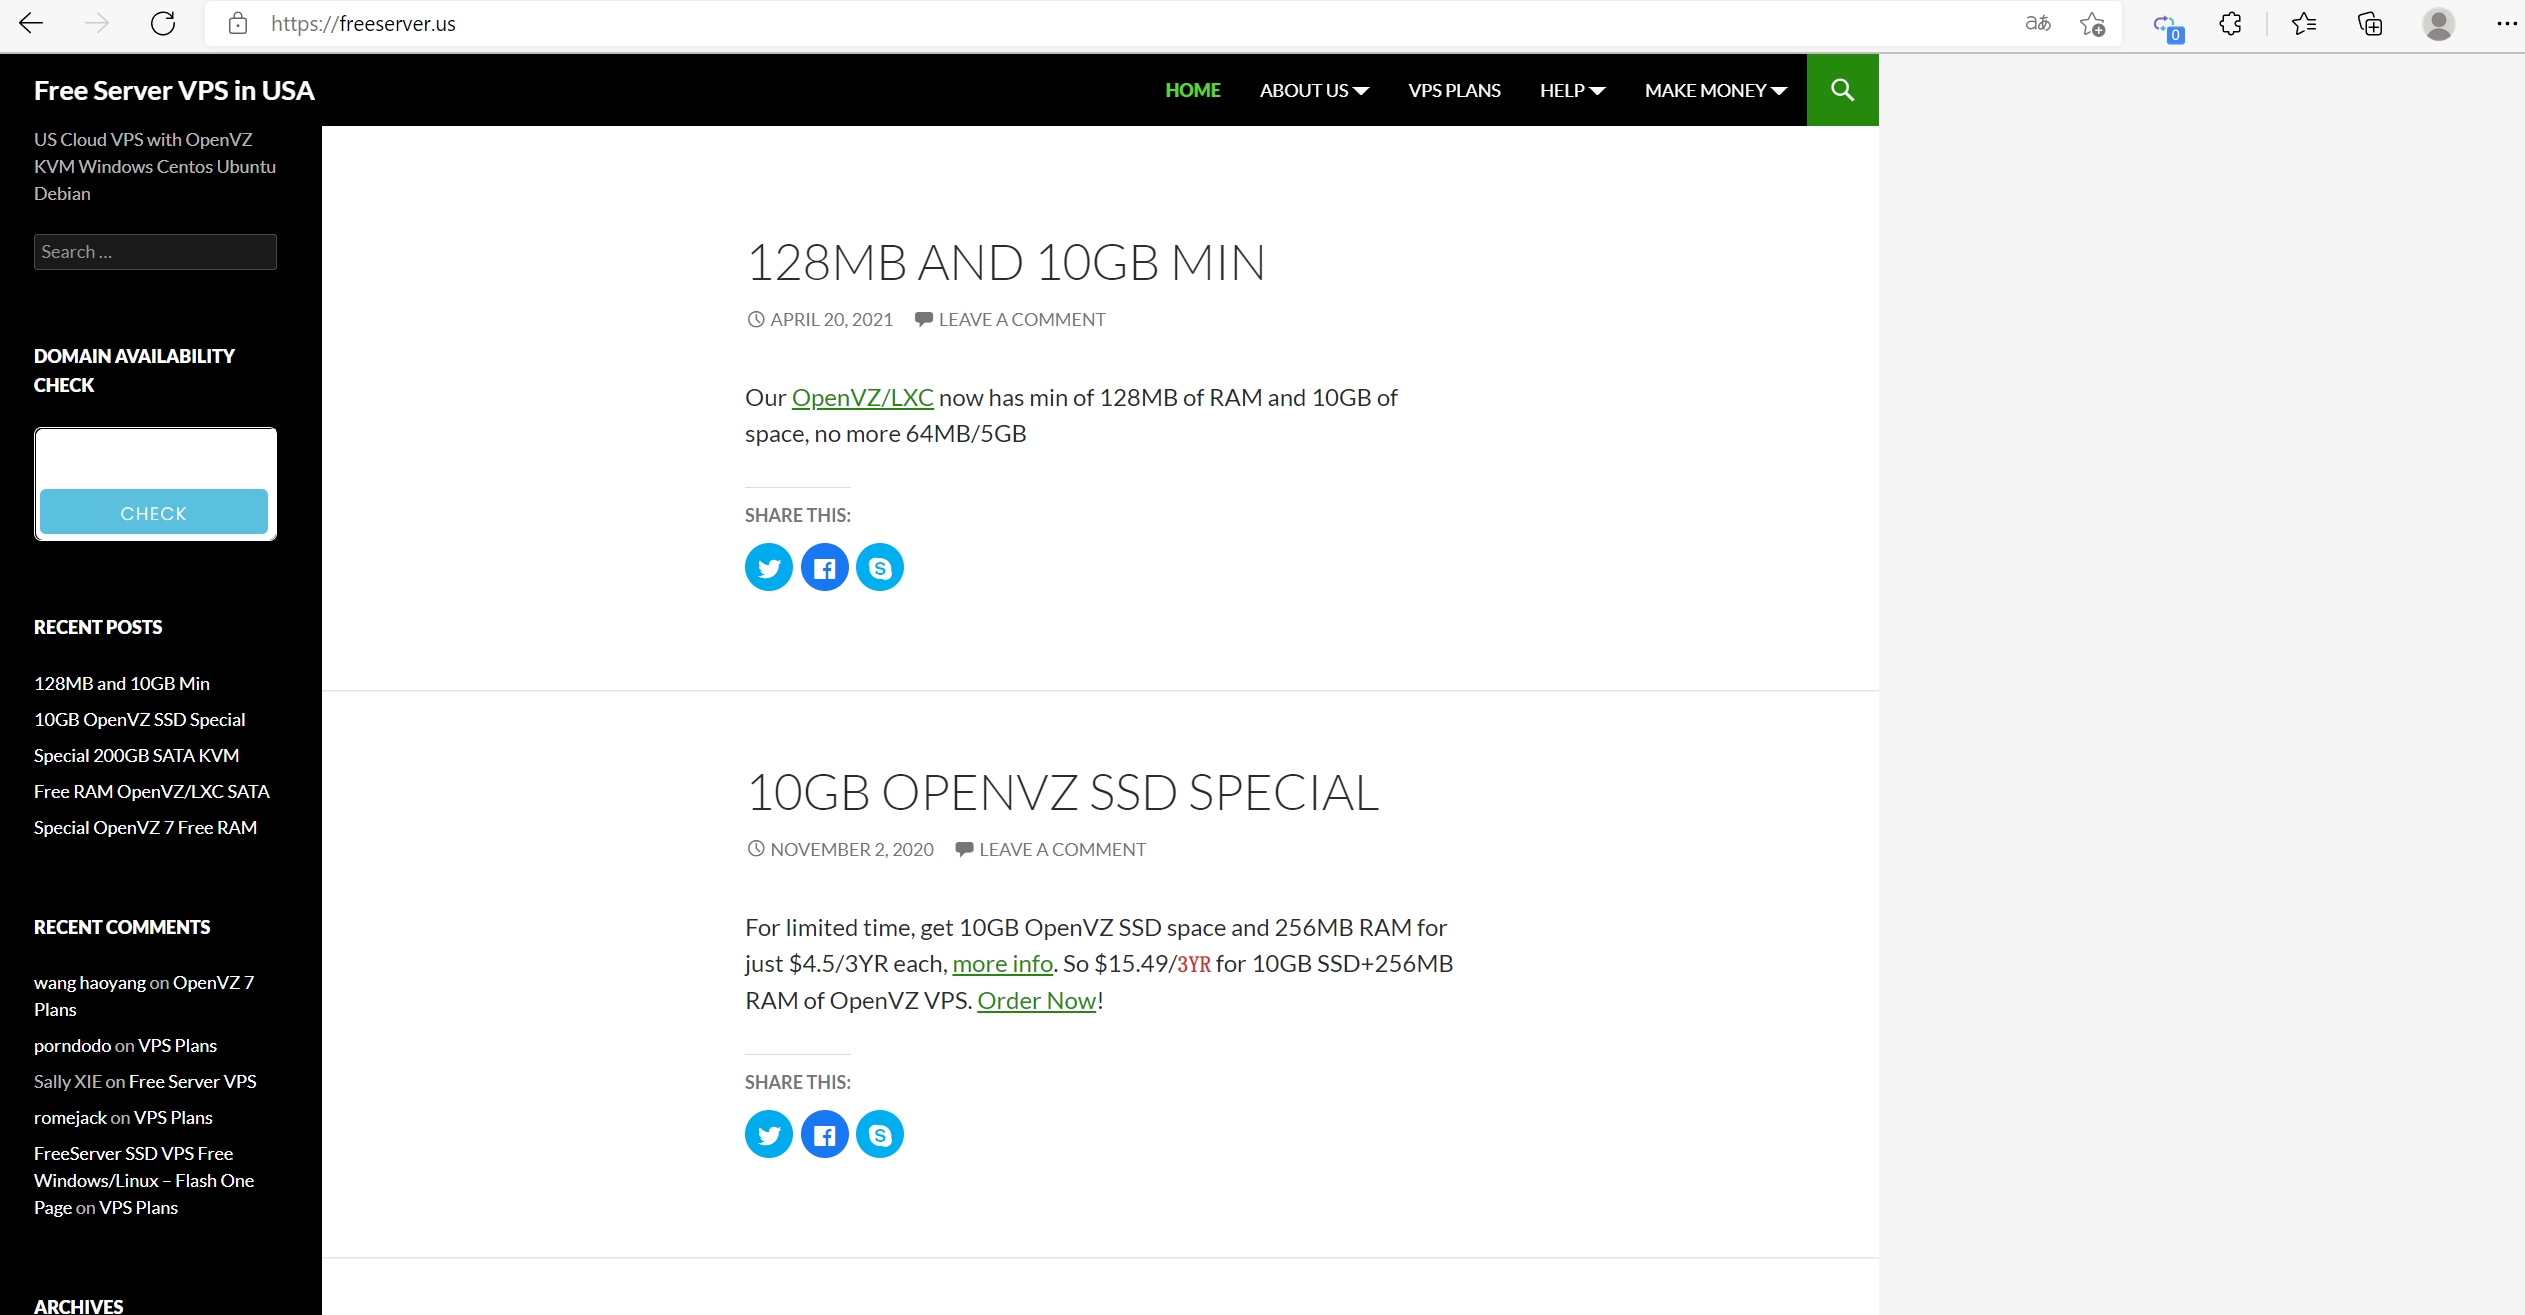 https://freeserver.us
aあ
0
Free Server VPS in USA
HOME
ABOUT US
VPS PLANS
HELP
MAKE MONEY
US Cloud VPS with OpenVZ
KVM Windows Centos Ubuntu
Debian
Search ...
DOMAIN AVAILABILITY
CHECK
CHECK
RECENT POSTS
128MB and 10GB Min
10GB OpenVZ SSD Special
Special 200GB SATA KVM
Free RAM OpenVZ/LXC SATA
Special OpenVZ 7 Free RAM
RECENT COMMENTS
wang haoyang on OpenVZ 7
Plans
porndodo on VPS Plans
Sally XIE on Free Server VPS
romejack on VPS Plans
FreeServer SSD VPS Free
Windows/Linux – Flash One
Page on VPS Plans
ARCHIVES
128MB AND 10GB MIN
APRIL 20, 2021
LEAVE A COMMENT
Our OpenVZ/LXC now has min of 128MB of RAM and 10GB of
space, no more 64MB/5GB
SHARE THIS:
10GB OPENVZ SSD SPECIAL
NOVEMBER 2, 2020
LEAVE A COMMENT
For limited time, get 10GB OpenVZ SSD space and 256MB RAM for
just $4.5/3YR each, more info. So $15.49/3YR for 10GB SSD+256MB
RAM of OpenVZ VPS. Order Now!
SHARE THIS: